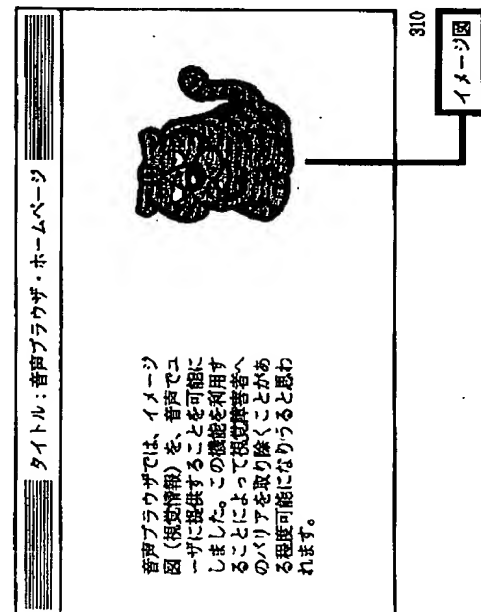 タイトル：音声ブラウザ・ホームページ
音声ブラウザでは、イメージ
図（視覚情報）を、音声でユ
ーザに提供することを可能に
しました。この機能を利用す
ることによって視覚障害者へ
のバリアを取り除くことがあ
る程度可能になりうると思わ
れます。
310
イメージ図